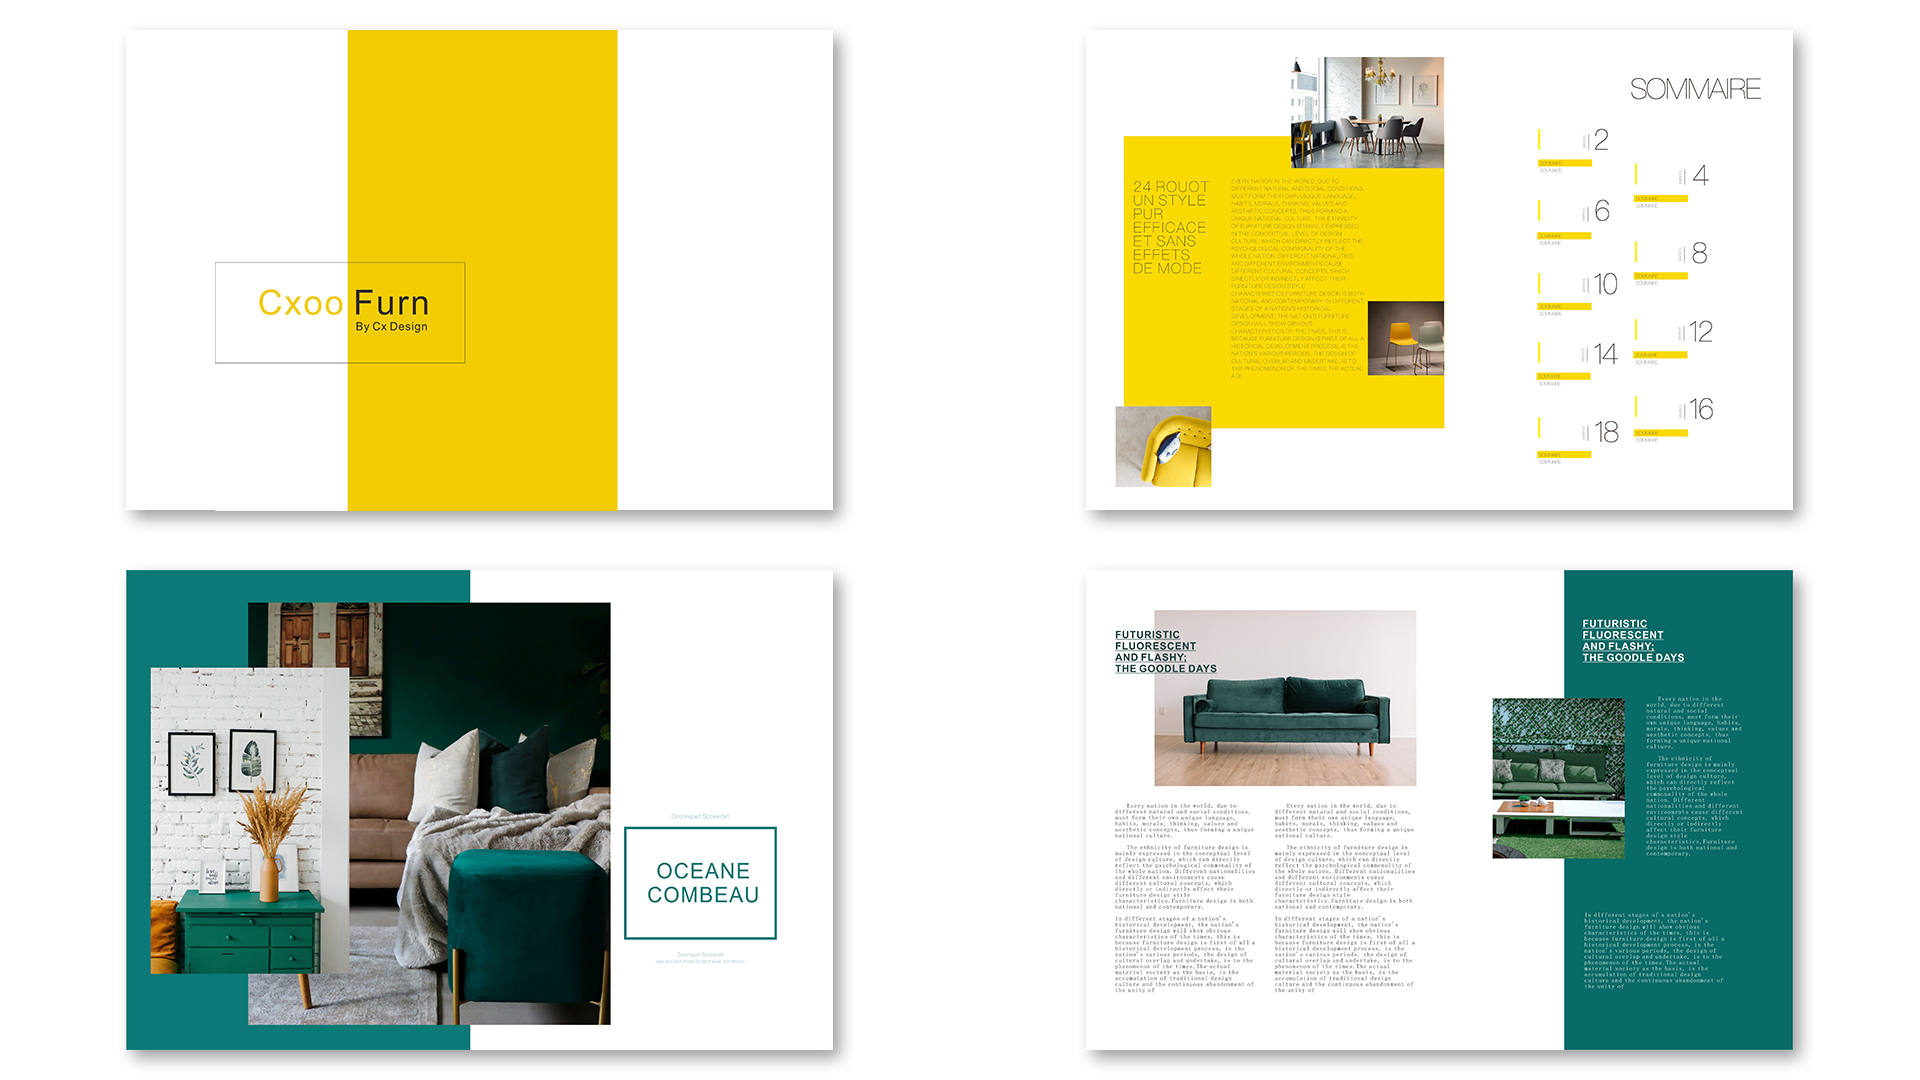 Cxoo Furn
By Cx Design
SOMMAIRE
24 ROUOT
UN STYLE
PUR
EFFICACE
ET SANS
EFFETS
DE MODE
EVERY NATION IN THE WORLD, DUE TO
DIFFERENT NATURAL AND SOCIAL CONDITIONS,
MUST FORM THEIR OWN UNIQUE LANGUAGE,
HABITS, MORALS, THINKING, VALUES AND
AESTHETIC CONCEPTS, THUS FORMING A
UNIQUE NATIONAL CULTURE. THE ETHNICITY
OF FURNITURE DESIGN IS MAINLY EXPRESSED
IN THE CONCEPTUAL LEVEL OF DESIGN
CULTURE, WHICH CAN DIRECTLY REFLECT THE
PSYCHOLOGICAL COMMONALITY OF THE
WHOLE NATION. DIFFERENT NATIONALITIES
AND DIFFERENT ENVIRONMENTS CAUSE
DIFFERENT CULTURAL CONCEPTS, WHICH
DIRECTLY OR INDIRECTLY AFFECT THEIR
FURNITURE DESIGN STYLE
CHARACTERISTICS.FURNITURE DESIGN IS BOTH
NATIONAL AND CONTEMPORARY. IN DIFFERENT
STAGES OF A NATION'S HISTORICAL
DEVELOPMENT, THE NATION'S FURNITURE
DESIGN WILL SHOW OBVIOUS
CHARACTERISTICS OF THE TIMES, THIS IS
BECAUSE FURNITURE DESIGN IS FIRST OF ALL A
HISTORICAL DEVELOPMENT PROCESS, IS THE
NATION'S VARIOUS PERIODS, THE DESIGN OF
CULTURAL OVERLAP AND UNDERTAKE, IS TO
THE PHENOMENON OF THE TIMES.THE ACTUAL
ATE
2
SOMMAIRE
SOMMAIRE
4
SOMMAIRE
SOMMAIRE
6
SOMMAIRE
SOMMAIRE
8
SOMMAIRE
SOMMAIRE
10
SOMMAIRE
SOMMAIRE
12
SOMMAIRE
SOMMAIRE
14
SOMMAIRE
SOMMAIRE
16
SOMMAIRE
SOMMAIRE
18
SOMMAIRE
SOMMAIRE
OCEANE
COMBEAU
FUTURISTIC
FLUORESCENT
AND FLASHY;
THE GOODLE DAYS
Every nation in the world, due to
different natural and social conditions,
must form their own unique language,
habits, morals, thinking, values and
aesthetic concepts, thus forming a unique
national culture.
The ethnicity of furniture design is
mainly expressed in the conceptual level
of design culture, which can directly
reflect the psychological commonality of
the whole nation. Different nationalities
and different environments cause
different cultural concepts, which
directly or indirectly affect their
furniture design style
characteristics.Furniture design is both
national and contemporary.
In different stages of a nation's
historical development, the nation's
furniture design will show obvious
characteristics of the times, this is
because furniture design is first of all a
historical development process, is the
nation's various periods, the design of
cultural overlap and undertake, is to the
phenomenon of the times.The actual
material society as the basis, is the
accumulation of traditional design
culture and the continuous abandonment of
the unity of
Every nation in the world, due to
different natural and social conditions,
must form their own unique language,
habits, morals, thinking, values and
aesthetic concepts, thus forming a unique
national culture.
The ethnicity of furniture design is
mainly expressed in the conceptual level
of design culture, which can directly
reflect the psychological commonality of
the whole nation. Different nationalities
and different environments cause
different cultural concepts, which
directly or indirectly affect their
furniture design style
characteristics.Furniture design is both
national and contemporary.
In different stages of a nation's
historical development, the nation's
furniture design will show obvious
characteristics of the times, this is
because furniture design is first of all a
historical development process, is the
nation's various periods, the design of
cultural overlap and undertake, is to the
phenomenon of the times.The actual
material society as the basis, is the
accumulation of traditional design
culture and the continuous abandonment of
the unity of
FUTURISTIC
FLUORESCENT
AND FLASHY;
THE GOODLE DAYS
Every nation in the
world, due to different
natural and social
conditions, must form their
own unique language, habits,
morals, thinking, values and
aesthetic concepts, thus
forming a unique national
culture.
The ethnicity of
furniture design is mainly
expressed in the conceptual
level of design culture,
which can directly reflect
the psychological
commonality of the whole
nation. Different
nationalities and different
environments cause different
cultural concepts, which
directly or indirectly
affect their furniture
design style
characteristics.Furniture
design is both national and
contemporary.
In different stages of a nation's
historical development, the nation's
furniture design will show obvious
characteristics of the times, this is
because furniture design is first of all a
historical development process, is the
nation's various periods, the design of
cultural overlap and undertake, is to the
phenomenon of the times.The actual
material society as the basis, is the
accumulation of traditional design
culture and the continuous abandonment of
the unity of